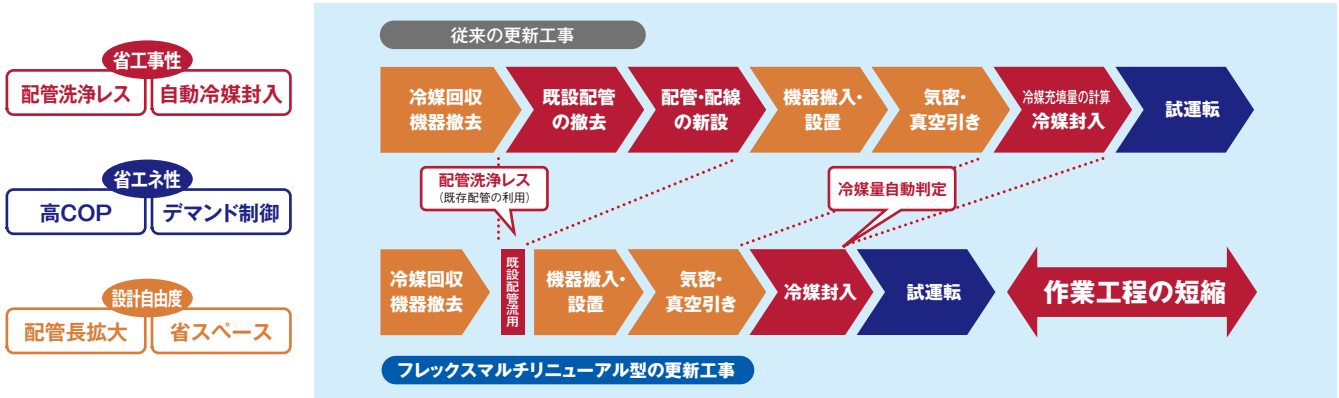 省工事性
配管洗浄レス
自動冷媒封入
省エネ性
高COP
デマンド制御
設計自由度
配管長拡大
省スペース
従来の更新工事
冷媒回収
機器撤去
既設配管
の撤去
配管・配線
の新設
機器搬入・
設置
気密・
真空引き
冷媒充填量の計算
冷媒封入
試運転
配管洗浄レス
（既存配管の利用）
冷媒量自動判定
冷媒回収
機器撤去
既設配管流用
機器搬入・
設置
気密・
真空引き
冷媒封入
試運転
作業工程の短縮
フレックスマルチリニューアル型の更新工事